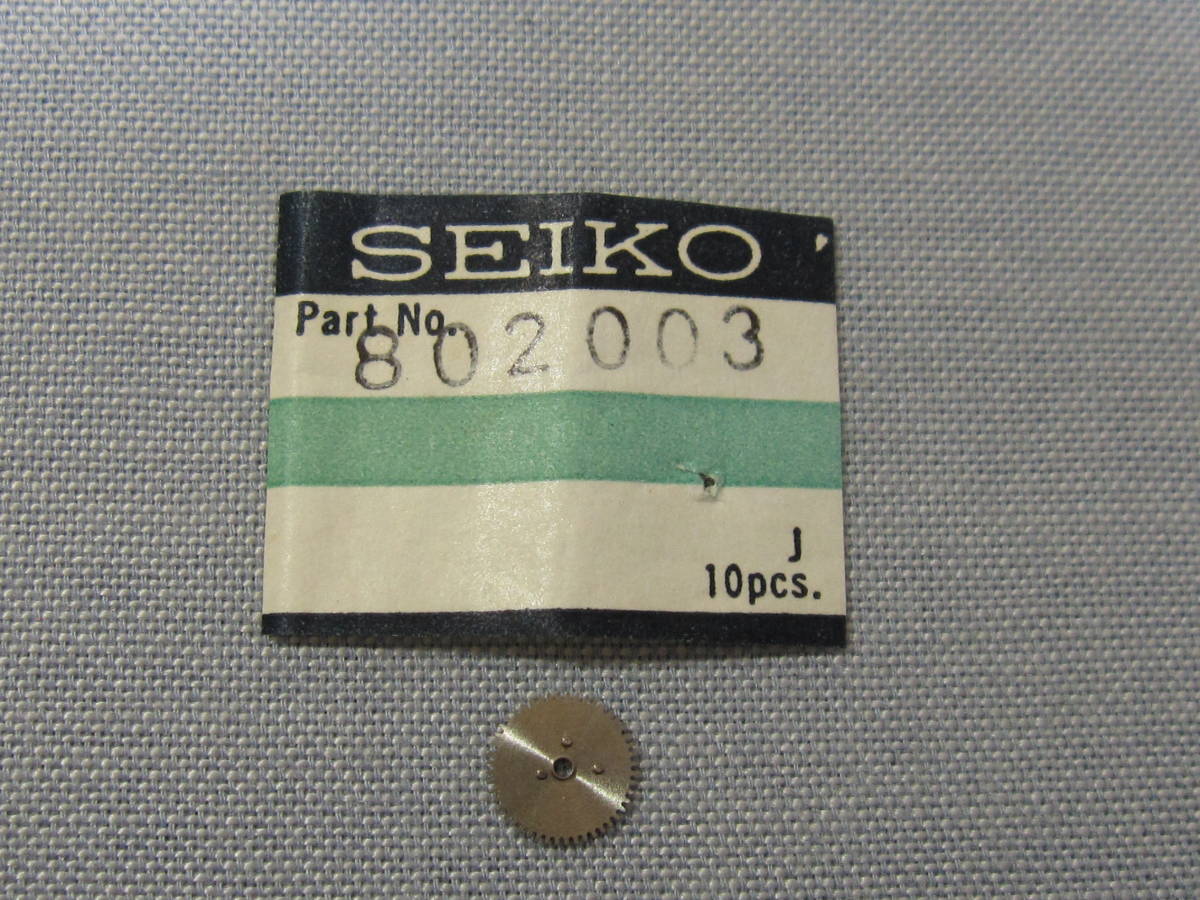 SEIKO
Part No.
802003
J
10pcs.